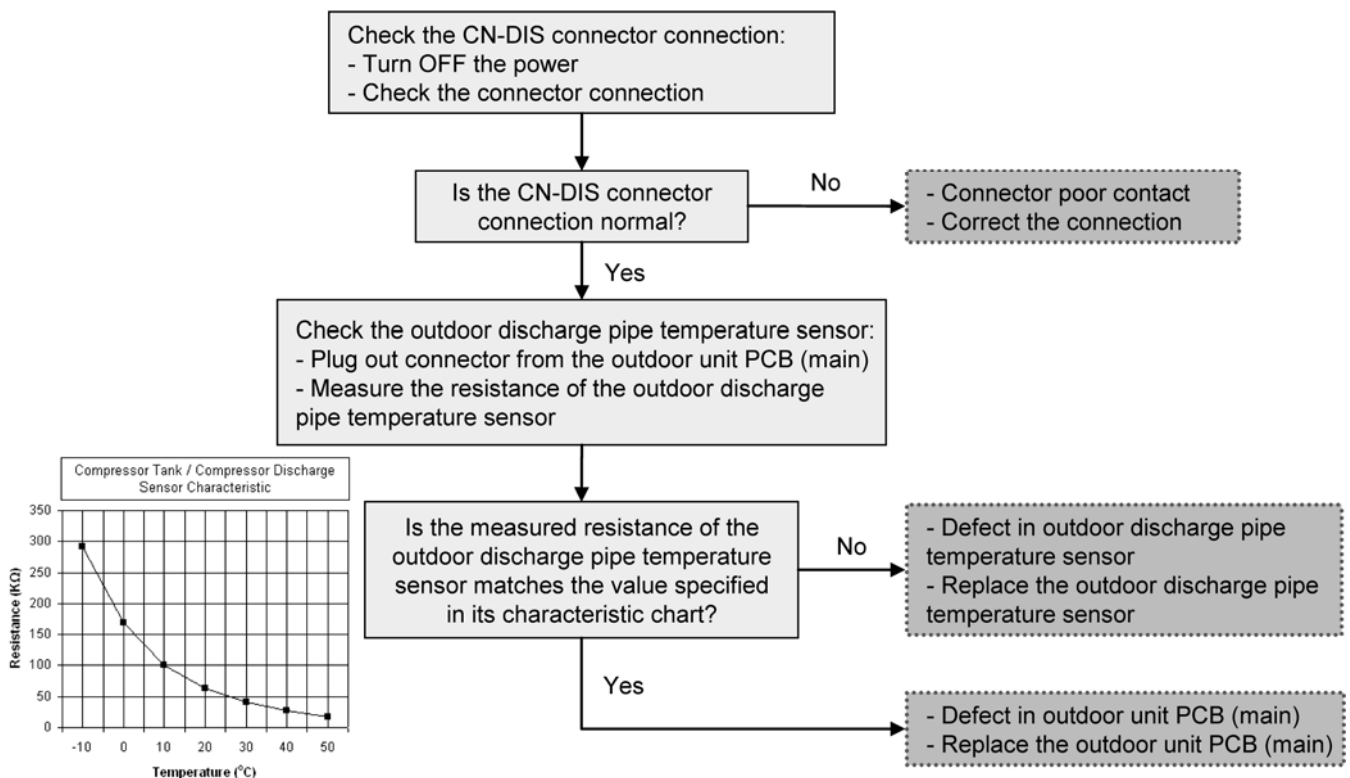 Check the CN-DIS connector connection:
- Turn OFF the power
- Check the connector connection
Is the CN-DIS connector
connection normal?
No
- Connector poor contact
- Correct the connection
Yes
Check the outdoor discharge pipe temperature sensor:
- Plug out connector from the outdoor unit PCB (main)
- Measure the resistance of the outdoor discharge
pipe temperature sensor
Compressor Tank / Compressor Discharge
Sensor Characteristic
350
300
250
200
150
100
50
0
Resistance (KΩ)
-10 0 10 20 30 40 50
Temperature (°C)
Is the measured resistance of the
outdoor discharge pipe temperature
sensor matches the value specified
in its characteristic chart?
No
- Defect in outdoor discharge pipe
temperature sensor
- Replace the outdoor discharge pipe
temperature sensor
Yes
- Defect in outdoor unit PCB (main)
- Replace the outdoor unit PCB (main)